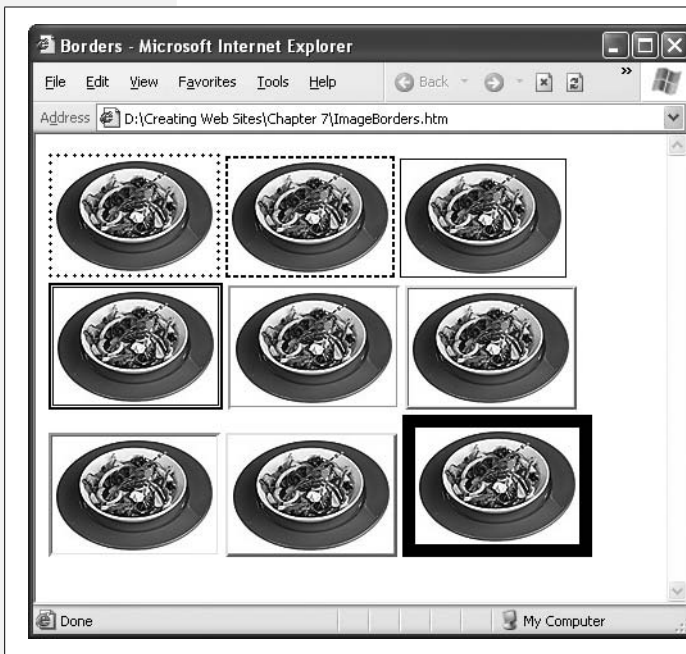 Borders - Microsoft Internet Explorer
File Edit View Favorites Tools Help Back »
Address D:\Creating Web Sites\Chapter 7\ImageBorders.htm
Done My Computer